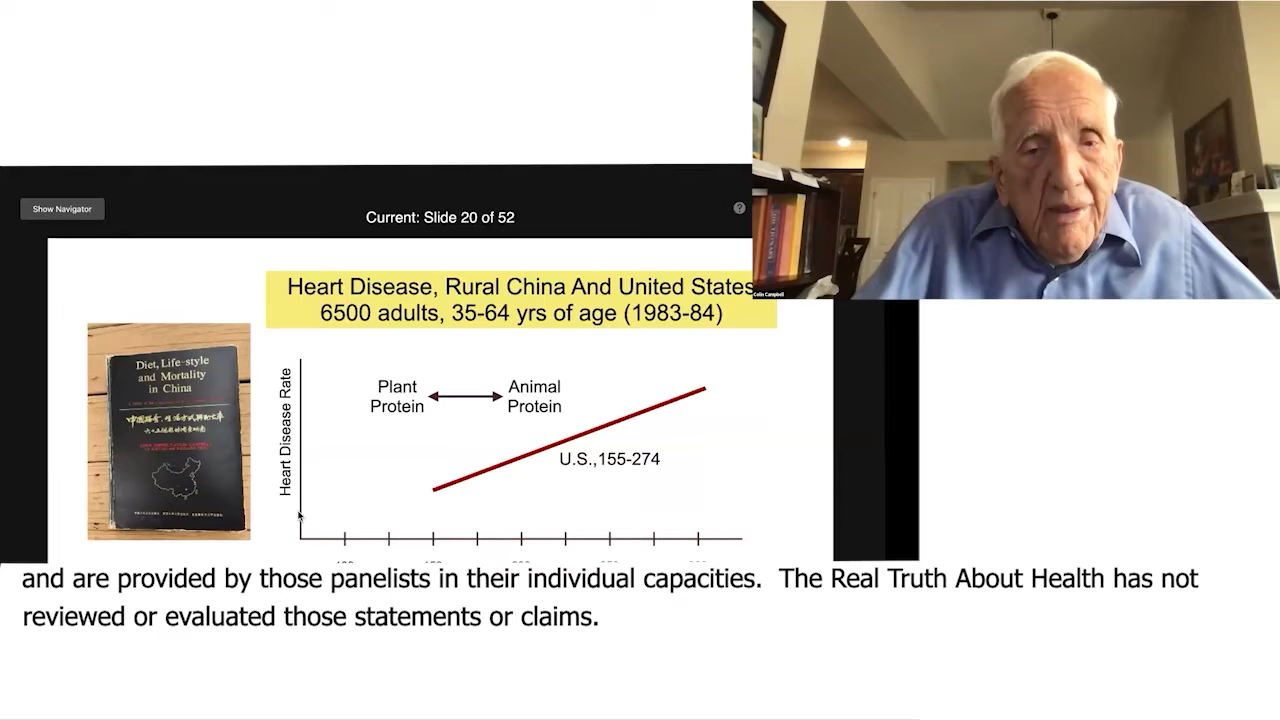 Show Navigator
Current: Slide 20 of 52
Colin Campbell
Heart Disease, Rural China And United States
6500 adults, 35-64 yrs of age (1983-84)
Diet, Life-style
and Mortality
in China
Heart Disease Rate
Plant
Protein
Animal
Protein
U.S.,155-274
and are provided by those panelists in their individual capacities. The Real Truth About Health has not
reviewed or evaluated those statements or claims.